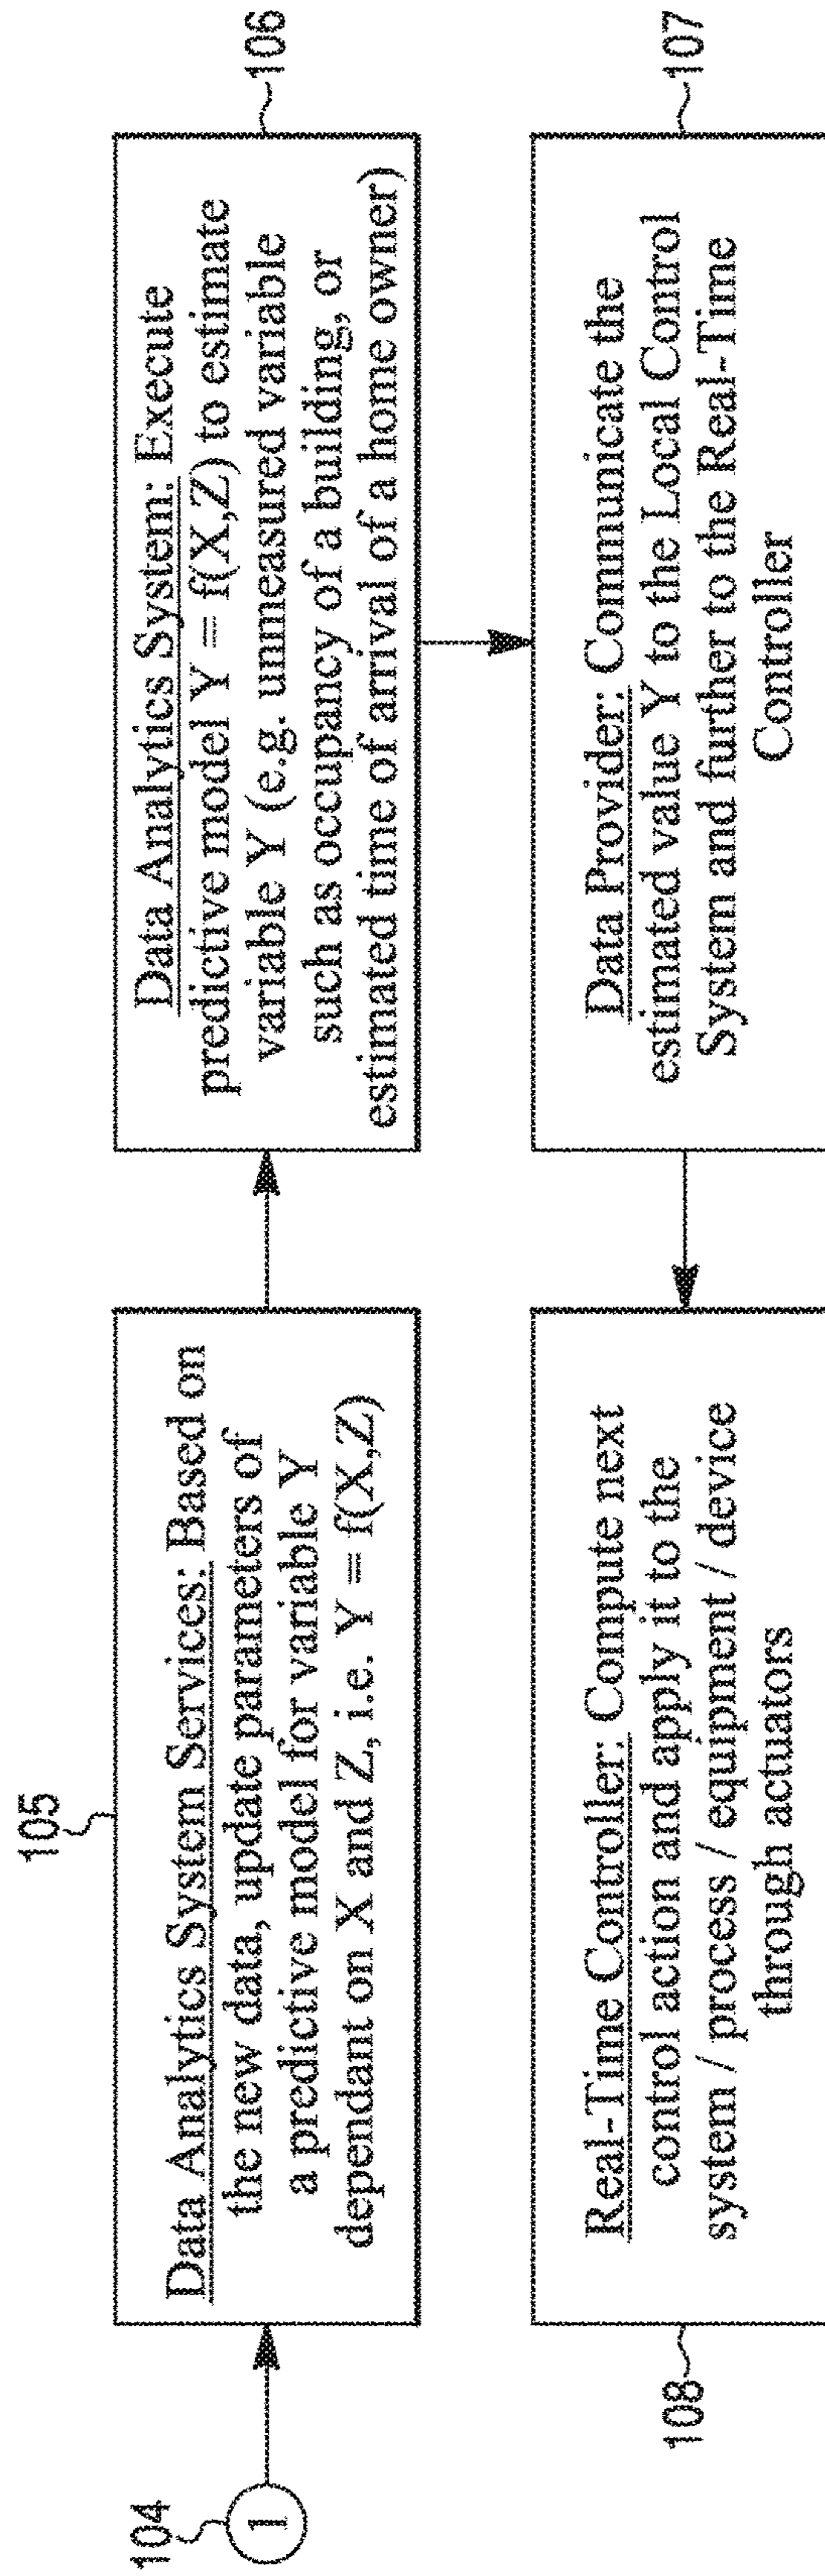 104
1
105
Data Analytics System Services: Based on
the new data, update parameters of
a predictive model for variable Y
dependant on X and Z, i.e. Y = f(X,Z)
106
Data Analytics System: Execute
predictive model Y = f(X,Z) to estimate
variable Y (e.g. unmeasured variable
such as occupancy of a building, or
estimated time of arrival of a home owner)
107
Data Provider: Communicate the
estimated value Y to the Local Control
System and further to the Real-Time
Controller
108
Real-Time Controller: Compute next
control action and apply it to the
system / process / equipment / device
through actuators